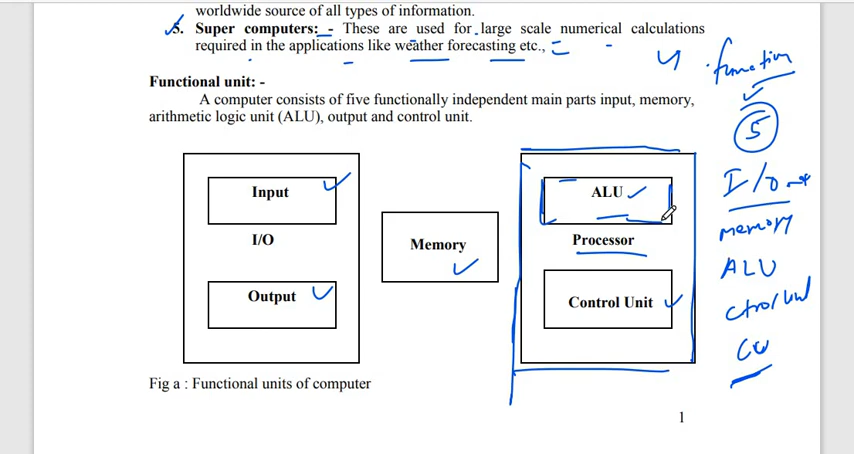 worldwide source of all types of information.
5. Super computers: - These are used for large scale numerical calculations
required in the applications like weather forecasting etc.,
Functional unit: -
A computer consists of five functionally independent main parts input, memory,
arithmetic logic unit (ALU), output and control unit.
Input
I/O
Output
Memory
ALU
Processor
Control Unit
Fig a : Functional units of computer
1
function
5
I/O
memory
ALU
CU